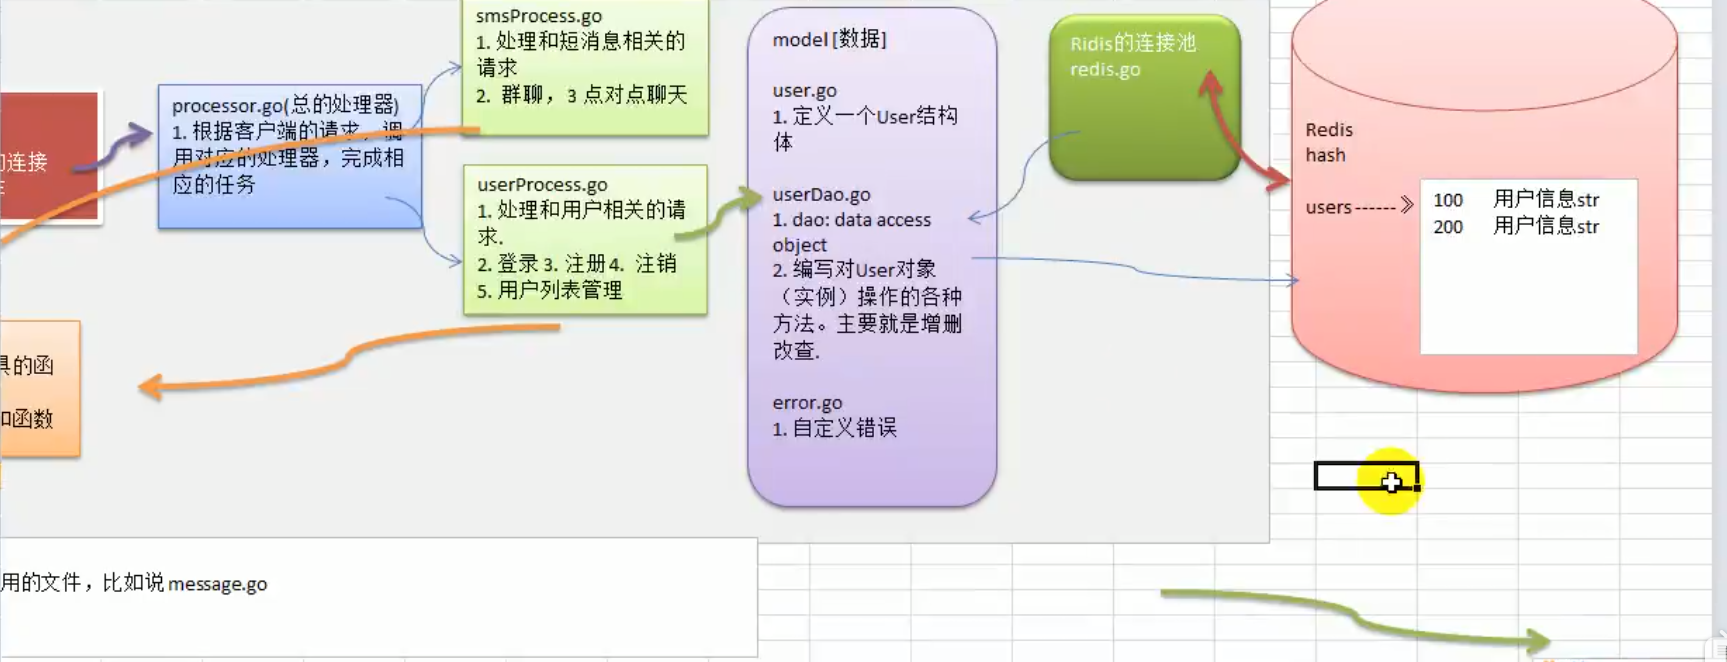 smsProcess.go
1. 处理和短消息相关的
请求
2. 群聊，3 点对点聊天
processor.go(总的处理器)
1. 根据客户端的请求，调
用对应的处理器，完成相
应的任务
的连接
userProcess.go
1. 处理和用户相关的请
求.
2. 登录 3. 注册 4. 注销
5. 用户列表管理
具的函
和函数
model [数据]
user.go
1. 定义一个User结构
体
userDao.go
1. dao: data access
object
2. 编写对User对象
（实例）操作的各种
方法。主要就是增删
改查.
error.go
1. 自定义错误
Ridis的连接池
redis.go
Redis
hash
users ------ >
100 用户信息str
200 用户信息str
用的文件，比如说 message.go